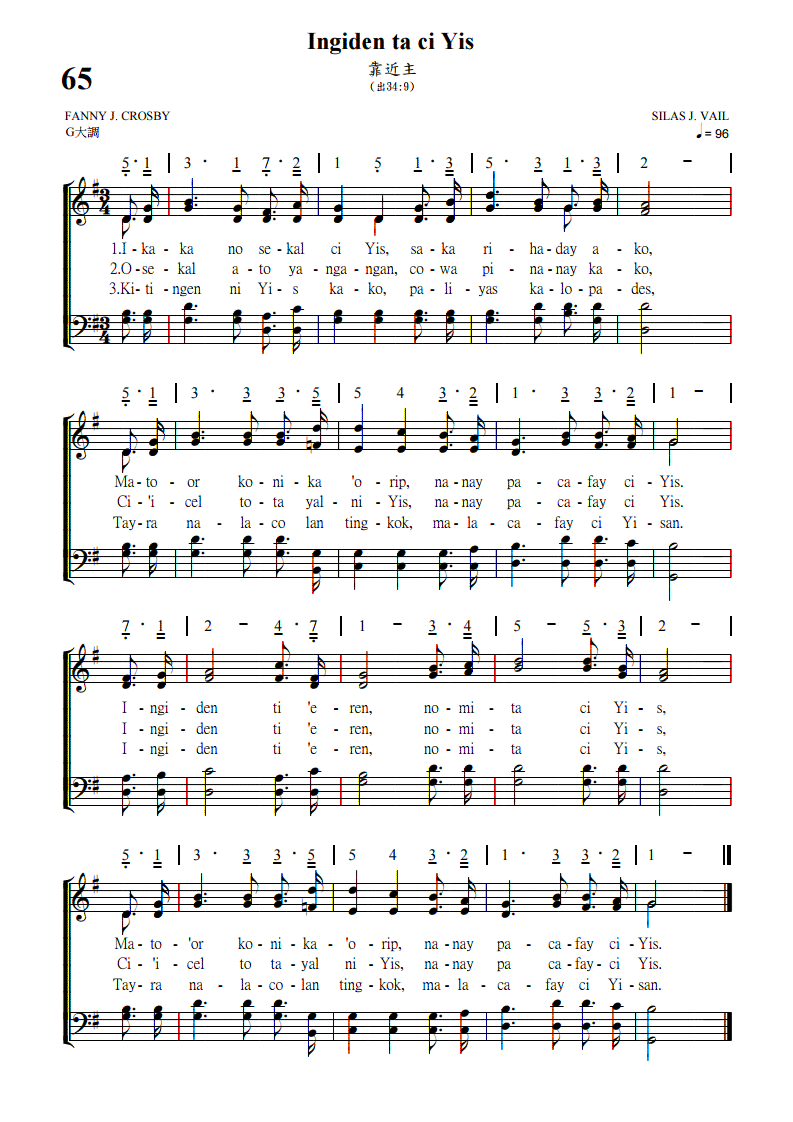 Ingiden ta ci Yis
65
靠近主
(出34:9)
FANNY J. CROSBY
SILAS J. VAIL
G大調
♩= 96
5 · 1 | 3 · 1 7 · 2 | 1 5 1 · 3 | 5 · 3 1 · 3 | 2 - |
1.I - ka - ka no se - kal ci Yis, sa - ka ri - ha - day a - ko,
2.O - se - kal a - to ya - nga - ngan, co - wa pi - na - nay ka - ko,
3.Ki - ti - ngen ni Yi - s kako, pa - li - yas ka - lo - pa - des,
5 · 1 | 3 · 3 3 · 5 | 5 4 3 · 2 | 1 · 3 3 · 2 | 1 - |
Ma - to - or ko - ni - ka 'o - rip, na - nay pa - ca - fay ci - Yis.
Ci - 'i - cel to - ta yal - ni - Yis, na - nay pa - ca - fay ci - Yis.
Tay - ra na - la - co lan ting - kok, ma - la - ca - fay ci Yi - san.
7 · 1 | 2 - 4 · 7 | 1 - 3 · 4 | 5 - 5 · 3 | 2 - |
I - ngi - den ti 'e - ren, no - mi - ta ci Yi - s,
I - ngi - den ti 'e - ren, no - mi - ta ci Yi - s,
I - ngi - den ti 'e - ren, no - mi - ta ci Yi - s,
5 · 1 | 3 · 3 3 · 5 | 5 4 3 · 2 | 1 · 3 3 · 2 | 1 - ||
Ma - to - 'or ko - ni - ka - 'o - rip, na - nay pa - ca - fay ci - Yis.
Ci - 'i - cel to ta - yal ni - Yis, na - nay pa ca - fay - ci - Yis.
Tay - ra na - la - co - lan ting - kok, ma - la - ca - fay ci Yi - san.